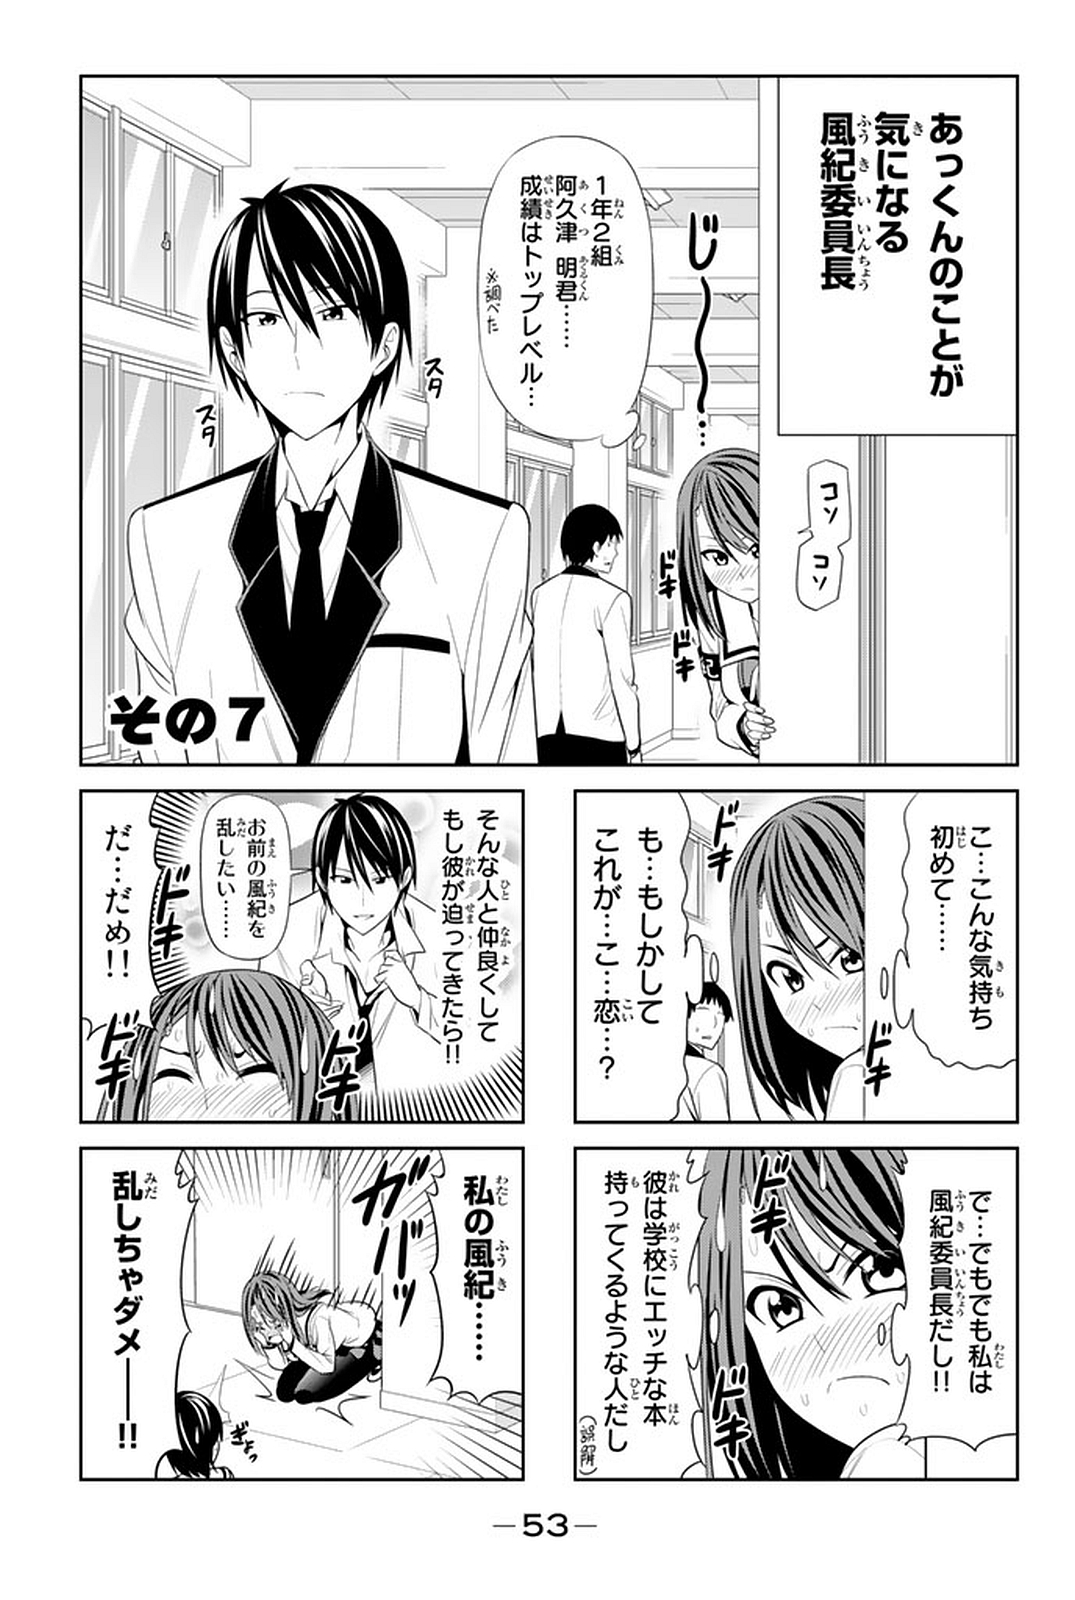 あっくんのことが
気になる
風紀委員長
じ〜〜…
1年2組
阿久津 明君……
成績はトップレベル…
※調べた
スタ
スタ
コソ
コソ
ドキ
ドキ
その7
こ…こんな気持ち
初めて……
も…もしかして
これが…こ…恋…?
ドキ
ドキ
で…でもでも私は
風紀委員長だし!!
彼は学校にエッチな本
持ってくるような人だし
(誤解)
ドキ
ドキ
そんな人と仲良くして
もし彼が迫ってきたら!!
お前の風紀を
乱したい……
だ…だめ!!
ドキ
ドキ
ドキ
私の風紀……
ガバッ
乱しちゃダメ――!!
ぎょっ
—53—